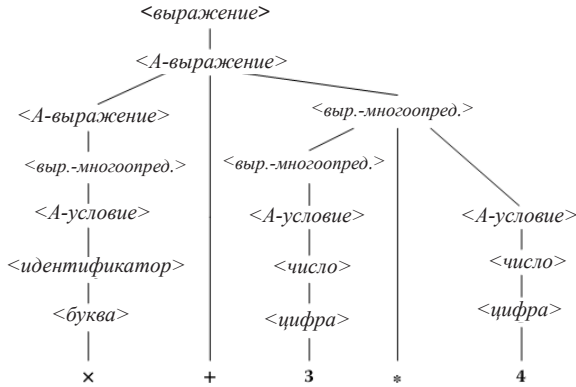 <выражение>
<А-выражение>
<А-выражение> <выр.-многоопред.>
<выр.-многоопред.> <выр.-многоопред.>
<А-условие> <А-условие> <А-условие>
<идентификатор> <число> <число>
<буква> <цифра> <цифра>
× + 3 * 4